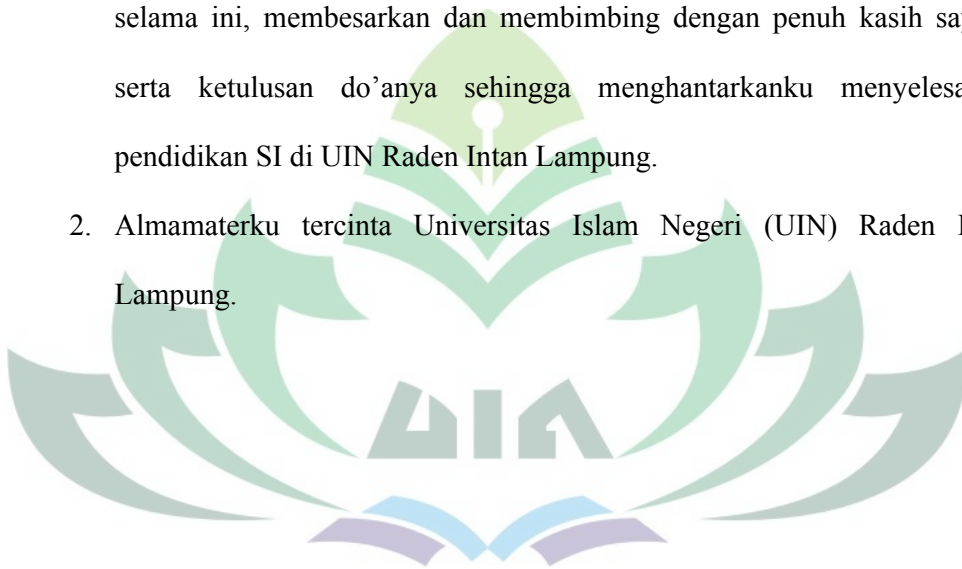 selama ini, membesarkan dan membimbing dengan penuh kasih
serta ketulusan do’anya sehingga menghantarkanku
pendidikan SI di UIN Raden Intan Lampung.
2. Almamaterku tercinta Universitas Islam Negeri (UIN) Raden
Lampung.
UIN